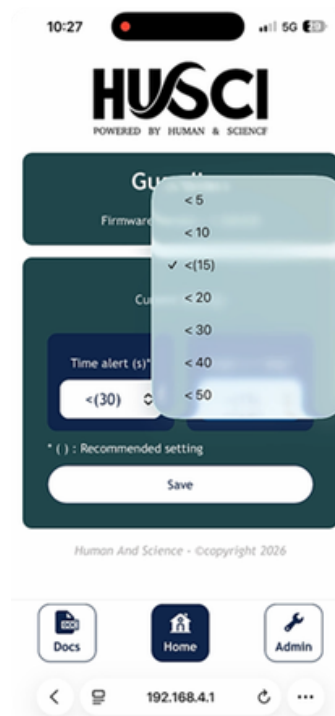 10:27
5G
HUSCI
POWERED BY HUMAN & SCIENCE
Firmware
< 5
< 10
✓ <(15)
< 20
< 30
< 40
< 50
Time alert (s)*
<(30)
* ( ) : Recommended setting
Save
Human And Science - ©copyright 2026
Docs
Home
Admin
192.168.4.1